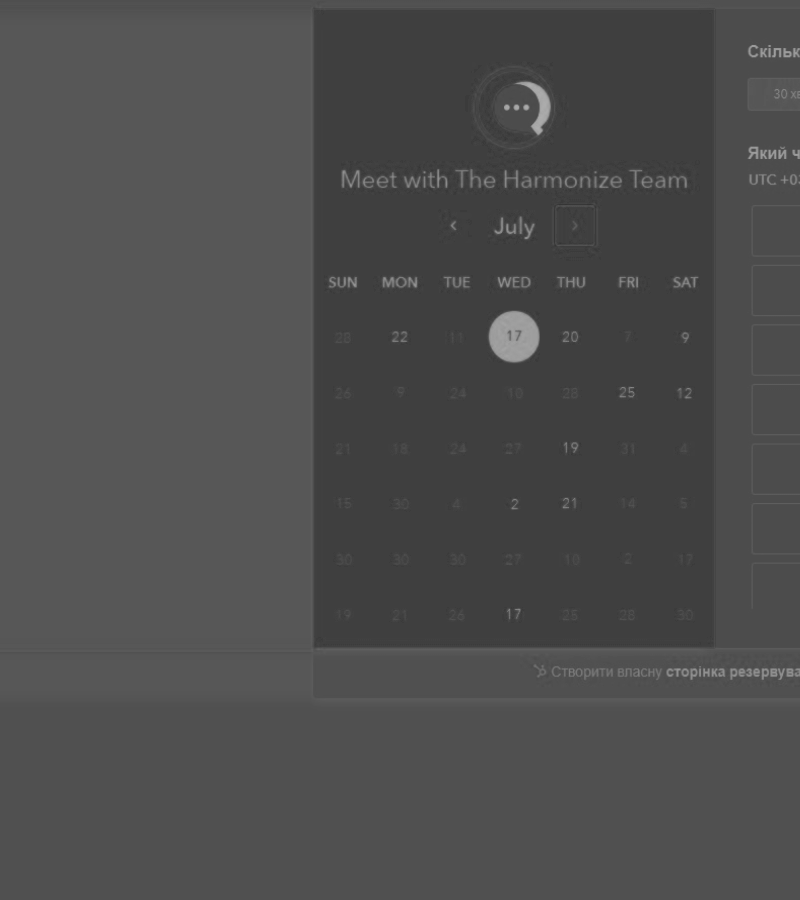 Скільк
30 хв
Який ч
Meet with The Harmonize Team
UTC +03
‹ July ›
SUN MON TUE WED THU FRI SAT
28 22 11 17 20 7 9
26 9 24 10 28 25 12
21 18 24 27 19 31 4
15 30 4 2 21 14 5
30 30 30 27 10 2 17
19 21 26 17 25 28 30
Створити власну сторінка резервува